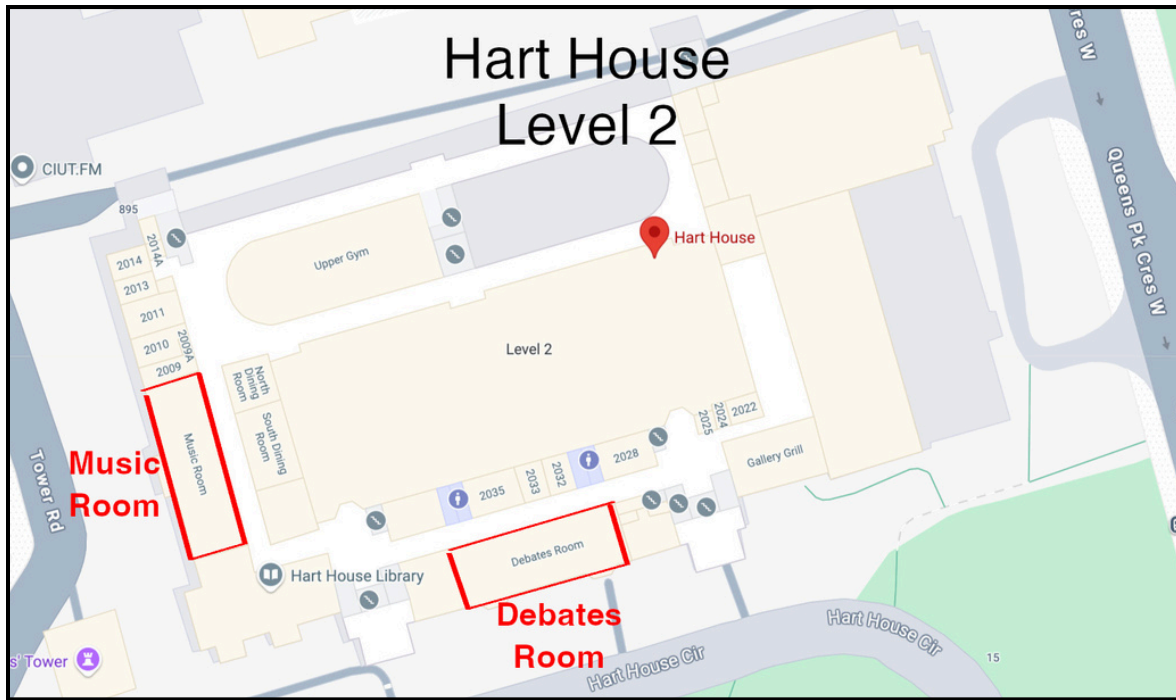 Hart House
Level 2
CIUT.FM
895
2014A
2014
2013
2011
2010
2009A
2009
Upper Gym
Hart House
Level 2
North
Dining
Room
South Dining
Room
Music Room
Music
Room
2022
2024
2025
2028
2032
2033
2035
Gallery Grill
Debates Room
Debates
Room
Hart House Library
s' Tower
Tower Rd
Hart House Cir
Hart House Cir
15
Queens Pk Cres W
res W